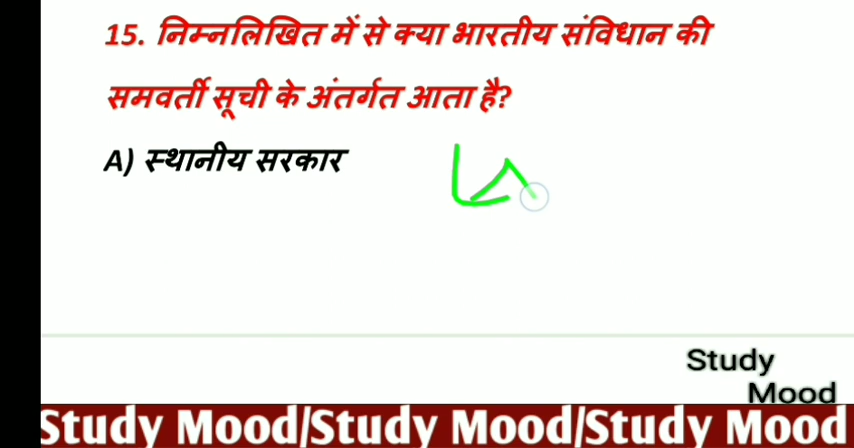 15. निम्नलिखित में से क्या भारतीय संविधान की
समवर्ती सूची के अंतर्गत आता है?
A) स्थानीय सरकार
Study
Mood
Study Mood/Study Mood/Study Mood